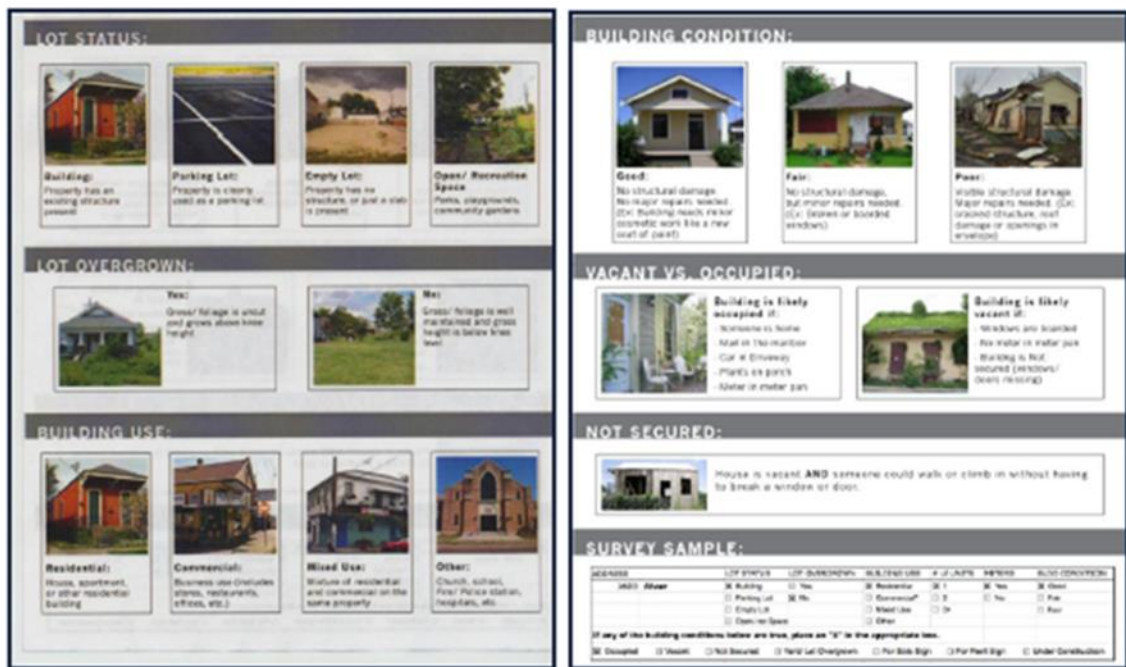 LOT STATUS:
Building:
Property has an
existing structure
present
Parking Lot:
Property is clearly
used as a parking lot.
Empty Lot:
Property has no
structure, or just a slab
is present
Open/ Recreation
Space
Parks, playgrounds,
community gardens
LOT OVERGROWN:
Yes:
Grass/ foliage is uncut
and grows above knee
height
No:
Grass/ foliage is well
maintained and grass
height is below knee
level
BUILDING USE:
Residential:
House, apartment,
or other residential
building
Commercial:
Business use (includes
stores, restaurants,
offices, etc.)
Mixed Use:
Mixture of residential
and commercial on the
same property
Other:
Church, school,
Fire/ Police station,
hospitals, etc
BUILDING CONDITION:
Good:
No structural damage
No major repairs needed.
(Ex: Building needs minor
cosmetic work like a new
coat of paint)
Fair:
No structural damage,
but minor repairs needed.
(Ex: Broken or boarded
windows)
Poor:
Visible structural damage
Major repairs needed. (Ex:
cracked structure, roof
damage or openings in
envelope)
VACANT VS. OCCUPIED:
Building is likely
occupied if:
- Someone is home
- Mail in the mailbox
- Car in Driveway
- Plants on porch
- Meter in meter pan
Building is likely
vacant if:
- Windows are boarded
- No meter in meter pan
- Building is Not
secured (windows/
doors missing)
NOT SECURED:
House is vacant AND someone could walk or climb in without having
to break a window or door.
SURVEY SAMPLE:
ADDRESS LOT STATUS LOT OVERGROWN BUILDING USE # of UNITS METERS BLDG CONDITION
Building Yes Residential 1 Yes Good
Parking Lot No Commercial* 2 No Fair
Empty Lot Mixed Use 3+ Poor
Other
If any of the building conditions below are true, place an "X" in the appropriate box.
Occupied Vacant Not Secured Yard/ Lot Overgrown For Sale Sign For Rent Sign Under Construction